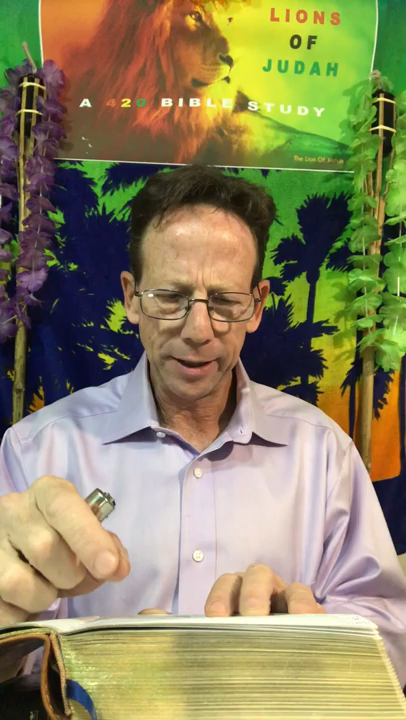 LIONS
OF
JUDAH
A 420 BIBLE STUDY
The Lion Of Judah